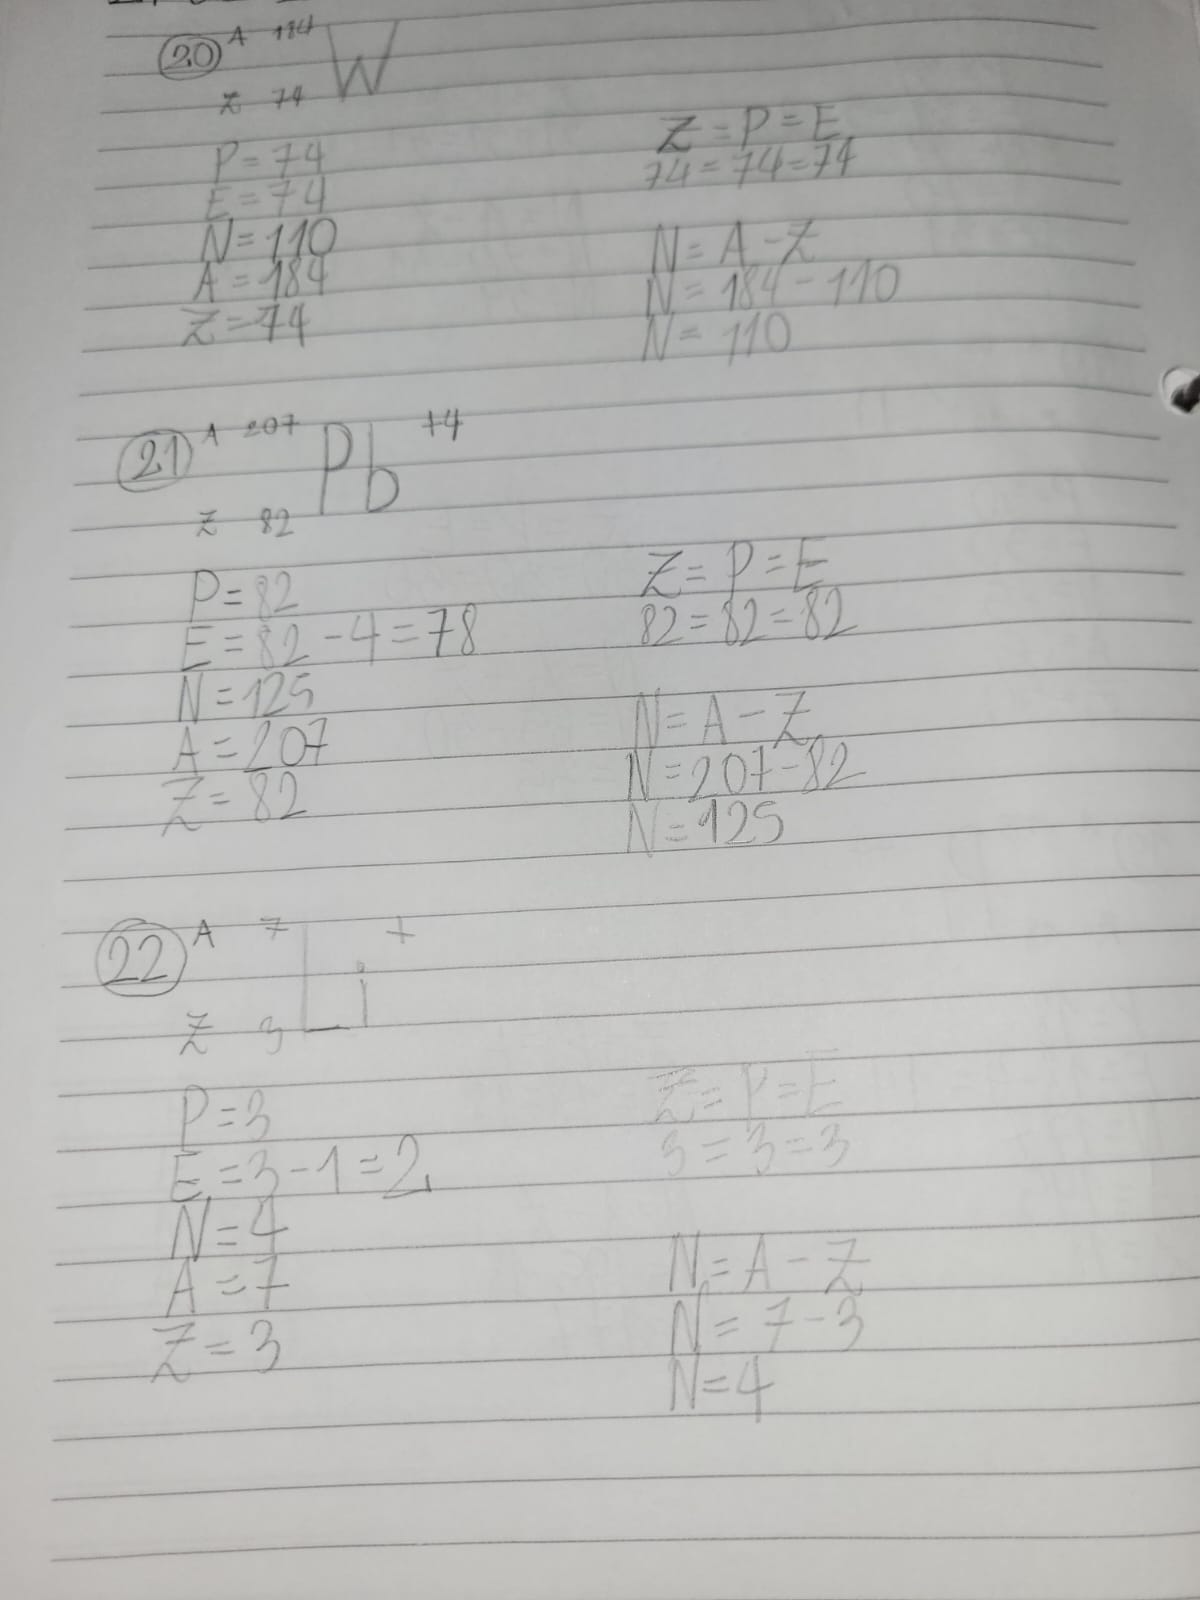 20 A 184 W
Z 74
P = 74
E = 74
N = 110
A = 184
Z = 74
Z = P = E
74 = 74 = 74
N = A - Z
N = 184 - 110
N = 110
21 A 207 Pb +4
Z 82
P = 82
E = 82 - 4 = 78
N = 125
A = 207
Z = 82
Z = P = E
82 = 82 = 82
N = A - Z
N = 207 - 82
N = 125
22 A 7 Li +
Z 3
P = 3
E = 3 - 1 = 2
N = 4
A = 7
Z = 3
Z = P = E
3 = 3 = 3
N = A - Z
N = 7 - 3
N = 4